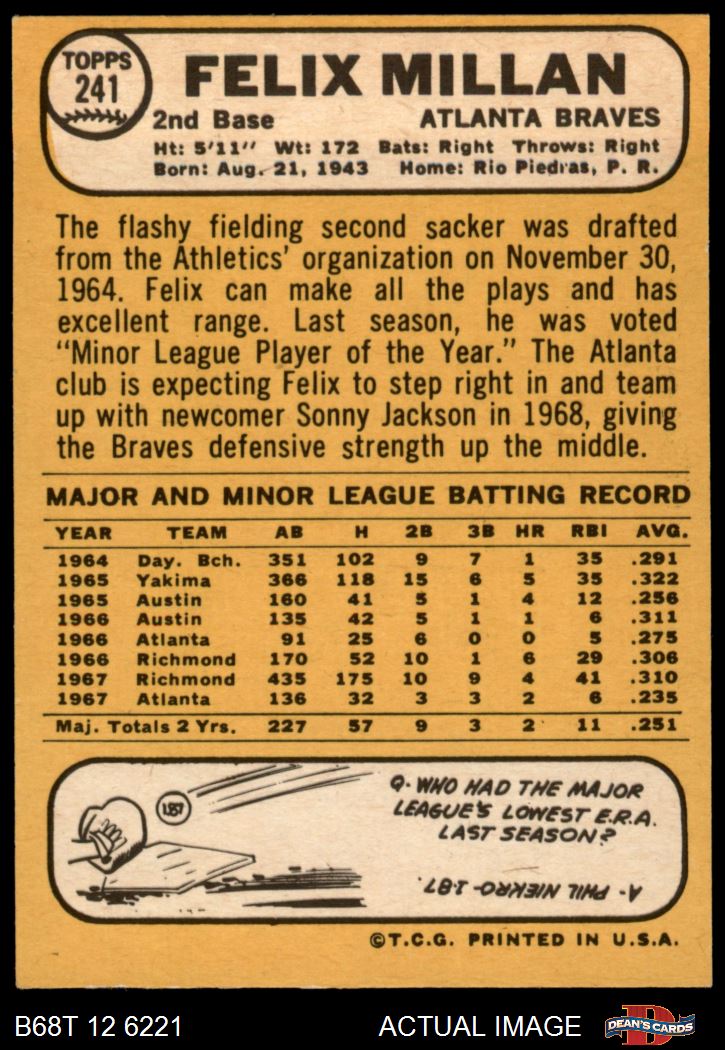 TOPPS
241
FELIX MILLAN
2nd Base ATLANTA BRAVES
Ht: 5'11" Wt: 172 Bats: Right Throws: Right
Born: Aug. 21, 1943 Home: Rio Piedras, P. R.
The flashy fielding second sacker was drafted
from the Athletics' organization on November 30,
1964. Felix can make all the plays and has
excellent range. Last season, he was voted
"Minor League Player of the Year." The Atlanta
club is expecting Felix to step right in and team
up with newcomer Sonny Jackson in 1968, giving
the Braves defensive strength up the middle.
MAJOR AND MINOR LEAGUE BATTING RECORD
YEAR TEAM AB H 2B 3B HR RBI AVG.
1964 Day. Bch. 351 102 9 7 1 35 .291
1965 Yakima 366 118 15 6 5 35 .322
1965 Austin 160 41 5 1 4 12 .256
1966 Austin 135 42 5 1 1 6 .311
1966 Atlanta 91 25 6 0 0 5 .275
1966 Richmond 170 52 10 1 6 29 .306
1967 Richmond 435 175 10 9 4 41 .310
1967 Atlanta 136 32 3 3 2 6 .235
Maj. Totals 2 Yrs. 227 57 9 3 2 11 .251
1.87
Q. WHO HAD THE MAJOR
LEAGUE'S LOWEST E.R.A.
LAST SEASON?
A. PHIL NIEKRO-1.87
©T.C.G. PRINTED IN U.S.A.
B68T 12 6221 ACTUAL IMAGE D DEAN'S CARDS